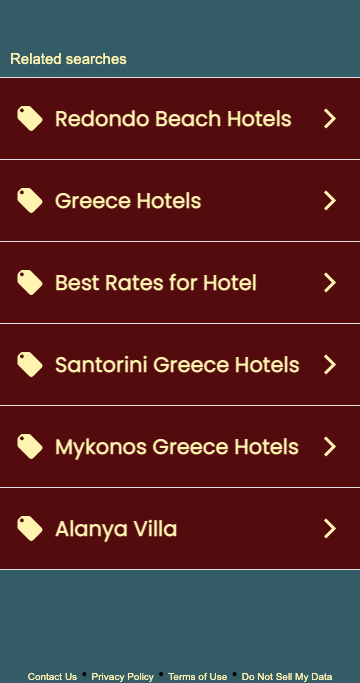 Related searches
Redondo Beach Hotels
Greece Hotels
Best Rates for Hotel
Santorini Greece Hotels
Mykonos Greece Hotels
Alanya Villa
Contact Us • Privacy Policy • Terms of Use • Do Not Sell My Data